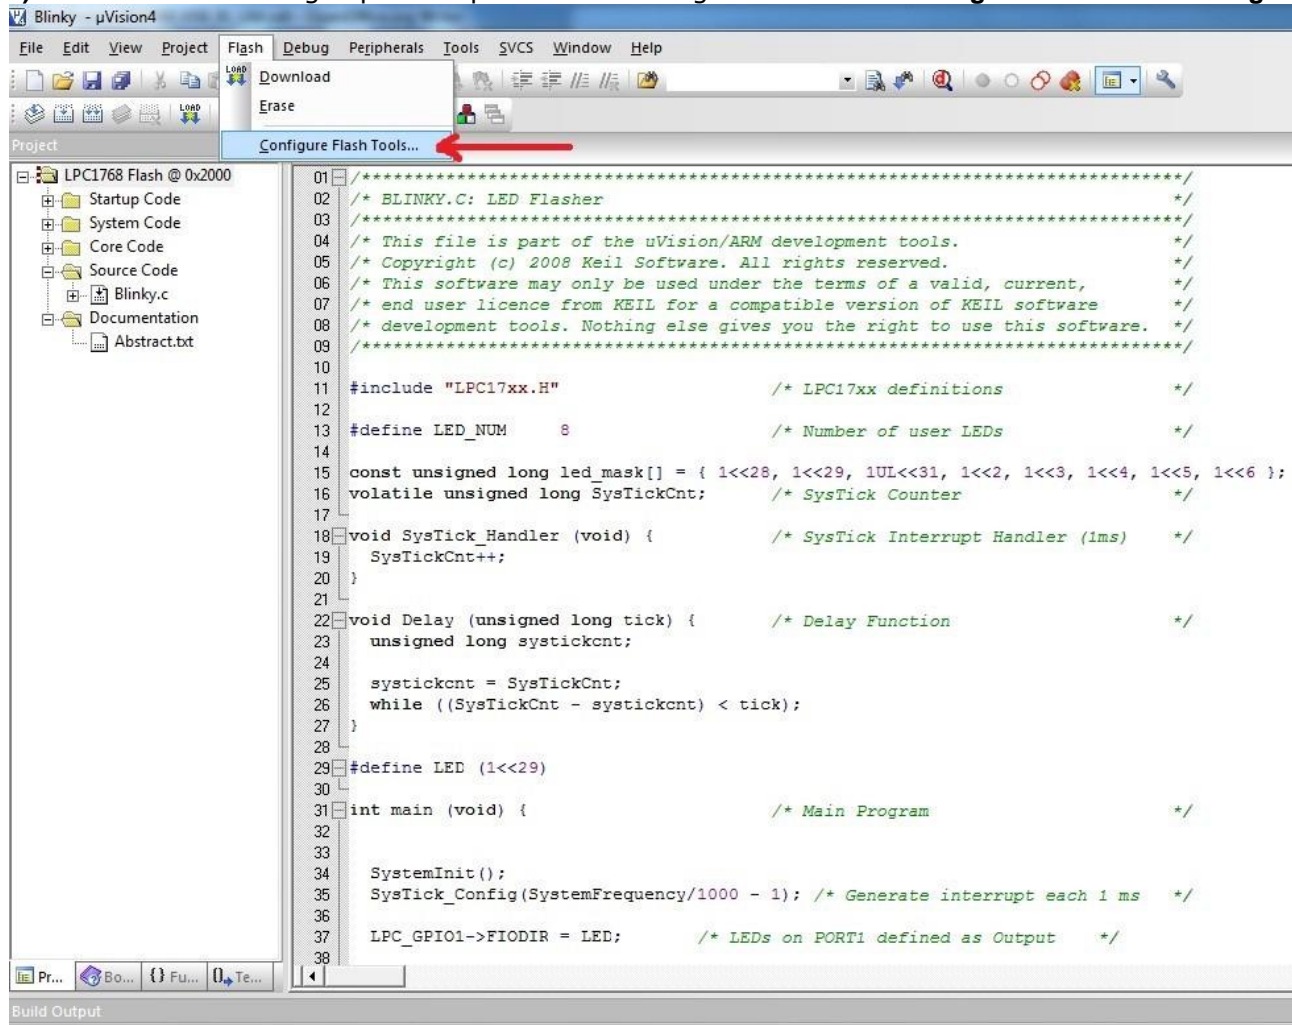 Blinky - µVision4
File Edit View Project Flash Debug Peripherals Tools SVCS Window Help
LOAD Download
Erase
LOAD
Configure Flash Tools...
Project
LPC1768 Flash @ 0x2000
Startup Code
System Code
Core Code
Source Code
Blinky.c
Documentation
Abstract.txt
01 /******************************************************************************/
02 /* BLINKY.C: LED Flasher */
03 /******************************************************************************/
04 /* This file is part of the uVision/ARM development tools. */
05 /* Copyright (c) 2008 Keil Software. All rights reserved. */
06 /* This software may only be used under the terms of a valid, current, */
07 /* end user licence from KEIL for a compatible version of KEIL software */
08 /* development tools. Nothing else gives you the right to use this software. */
09 /******************************************************************************/
10
11 #include "LPC17xx.H" /* LPC17xx definitions */
12
13 #define LED_NUM 8 /* Number of user LEDs */
14
15 const unsigned long led_mask[] = { 1<<28, 1<<29, 1UL<<31, 1<<2, 1<<3, 1<<4, 1<<5, 1<<6 };
16 volatile unsigned long SysTickCnt; /* SysTick Counter */
17
18 void SysTick_Handler (void) { /* SysTick Interrupt Handler (1ms) */
19 SysTickCnt++;
20 }
21
22 void Delay (unsigned long tick) { /* Delay Function */
23 unsigned long systickcnt;
24
25 systickcnt = SysTickCnt;
26 while ((SysTickCnt - systickcnt) < tick);
27 }
28
29 #define LED (1<<29)
30
31 int main (void) { /* Main Program */
32
33
34 SystemInit();
35 SysTick_Config(SystemFrequency/1000 - 1); /* Generate interrupt each 1 ms */
36
37 LPC_GPIO1->FIODIR = LED; /* LEDs on PORT1 defined as Output */
38
Pr... Bo... {} Fu... 0 Te...
Build Output